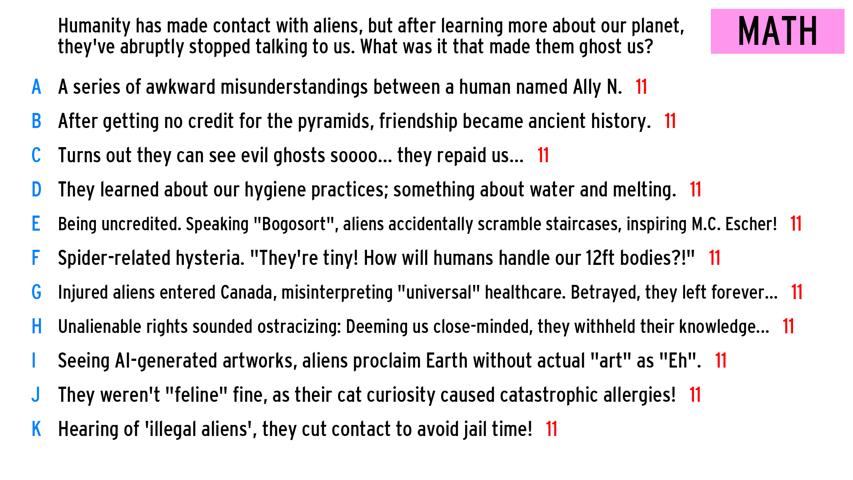 Humanity has made contact with aliens, but after learning more about our planet,
they've abruptly stopped talking to us. What was it that made them ghost us?
MATH
A A series of awkward misunderstandings between a human named Ally N. 11
B After getting no credit for the pyramids, friendship became ancient history. 11
C Turns out they can see evil ghosts soooo... they repaid us... 11
D They learned about our hygiene practices; something about water and melting. 11
E Being uncredited. Speaking "Bogosort", aliens accidentally scramble staircases, inspiring M.C. Escher! 11
F Spider-related hysteria. "They're tiny! How will humans handle our 12ft bodies?!" 11
G Injured aliens entered Canada, misinterpreting "universal" healthcare. Betrayed, they left forever... 11
H Unalienable rights sounded ostracizing: Deeming us close-minded, they withheld their knowledge... 11
I Seeing AI-generated artworks, aliens proclaim Earth without actual "art" as "Eh". 11
J They weren't "feline" fine, as their cat curiosity caused catastrophic allergies! 11
K Hearing of 'illegal aliens', they cut contact to avoid jail time! 11